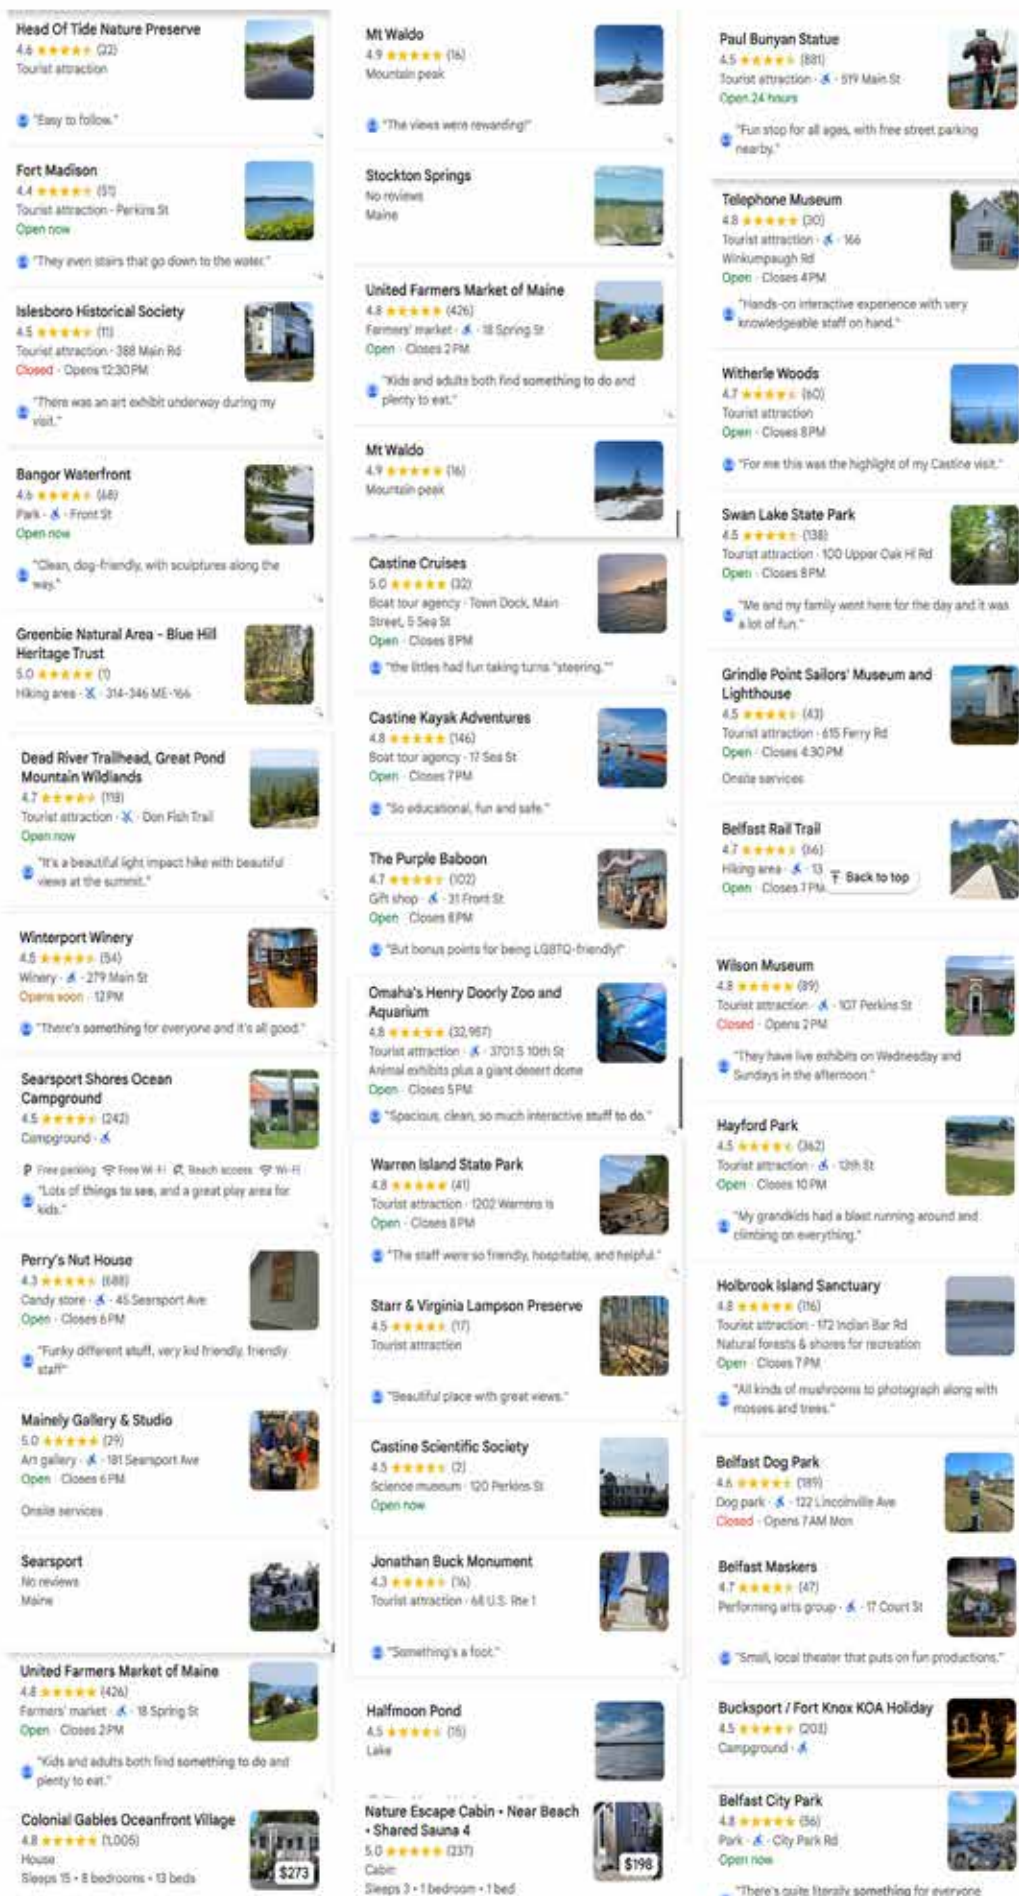 Head Of Tide Nature Preserve
4.6 (22)
Tourist attraction
"Easy to follow."
Fort Madison
4.4 (51)
Tourist attraction · Perkins St
Open now
"They even stairs that go down to the water."
Islesboro Historical Society
4.5 (11)
Tourist attraction · 388 Main Rd
Closed · Opens 12:30 PM
"There was an art exhibit underway during my
visit."
Bangor Waterfront
4.6 (68)
Park · Front St
Open now
"Clean, dog-friendly, with sculptures along the
way."
Greenbie Natural Area - Blue Hill
Heritage Trust
5.0 (1)
Hiking area · 314-346 ME-166
Dead River Trailhead, Great Pond
Mountain Wildlands
4.7 (118)
Tourist attraction · Don Fish Trail
Open now
"It's a beautiful light impact hike with beautiful
views at the summit."
Winterport Winery
4.5 (54)
Winery · 279 Main St
Opens soon · 12 PM
"There's something for everyone and it's all good."
Searsport Shores Ocean
Campground
4.5 (242)
Campground
Free parking Free Wi-Fi Beach access Wi-Fi
"Lots of things to see, and a great play area for
kids."
Perry's Nut House
4.3 (688)
Candy store · 45 Searsport Ave
Open · Closes 6 PM
"Funky different stuff, very kid friendly, friendly
staff"
Mainely Gallery & Studio
5.0 (29)
Art gallery · 181 Searsport Ave
Open · Closes 6 PM
Onsite services
Searsport
No reviews
Maine
United Farmers Market of Maine
4.8 (426)
Farmers' market · 18 Spring St
Open · Closes 2 PM
"Kids and adults both find something to do and
plenty to eat."
Colonial Gables Oceanfront Village
4.8 (1,005)
House
Sleeps 15 • 8 bedrooms • 13 beds
$273
Mt Waldo
4.9 (16)
Mountain peak
"The views were rewarding!"
Stockton Springs
No reviews
Maine
United Farmers Market of Maine
4.8 (426)
Farmers' market · 18 Spring St
Open · Closes 2 PM
"Kids and adults both find something to do and
plenty to eat."
Mt Waldo
4.9 (16)
Mountain peak
Castine Cruises
5.0 (32)
Boat tour agency · Town Dock, Main
Street, 5 Sea St
Open · Closes 8 PM
"the littles had fun taking turns "steering.""
Castine Kayak Adventures
4.8 (146)
Boat tour agency · 17 Sea St
Open · Closes 7 PM
"So educational, fun and safe."
The Purple Baboon
4.7 (102)
Gift shop · 31 Front St
Open · Closes 8 PM
"But bonus points for being LGBTQ-friendly!"
Omaha's Henry Doorly Zoo and
Aquarium
4.8 (32,957)
Tourist attraction · 3701 S 10th St
Animal exhibits plus a giant desert dome
Open · Closes 5 PM
"Spacious, clean, so much interactive stuff to do."
Warren Island State Park
4.8 (41)
Tourist attraction · 1202 Warrens Is
Open · Closes 8 PM
"The staff were so friendly, hospitable, and helpful."
Starr & Virginia Lampson Preserve
4.5 (17)
Tourist attraction
"Beautiful place with great views."
Castine Scientific Society
4.5 (2)
Science museum · 120 Perkins St
Open now
Jonathan Buck Monument
4.3 (16)
Tourist attraction · 68 U.S. Rte 1
"Something's a foot."
Halfmoon Pond
4.5 (15)
Lake
Nature Escape Cabin • Near Beach
• Shared Sauna 4
5.0 (237)
Cabin
Sleeps 3 • 1 bedroom • 1 bed
$198
Paul Bunyan Statue
4.5 (881)
Tourist attraction · 519 Main St
Open 24 hours
"Fun stop for all ages, with free street parking
nearby."
Telephone Museum
4.8 (30)
Tourist attraction · 166
Winkumpaugh Rd
Open · Closes 4 PM
"Hands-on interactive experience with very
knowledgeable staff on hand."
Witherle Woods
4.7 (60)
Tourist attraction
Open · Closes 8 PM
"For me this was the highlight of my Castine visit."
Swan Lake State Park
4.5 (138)
Tourist attraction · 100 Upper Oak Hl Rd
Open · Closes 8 PM
"Me and my family went here for the day and it was
a lot of fun."
Grindle Point Sailors' Museum and
Lighthouse
4.5 (43)
Tourist attraction · 615 Ferry Rd
Open · Closes 4:30 PM
Onsite services
Belfast Rail Trail
4.7 (66)
Hiking area · 13
Open · Closes 7 PM
Back to top
Wilson Museum
4.8 (89)
Tourist attraction · 107 Perkins St
Closed · Opens 2 PM
"They have live exhibits on Wednesday and
Sundays in the afternoon."
Hayford Park
4.5 (362)
Tourist attraction · 13th St
Open · Closes 10 PM
"My grandkids had a blast running around and
climbing on everything."
Holbrook Island Sanctuary
4.8 (116)
Tourist attraction · 172 Indian Bar Rd
Natural forests & shores for recreation
Open · Closes 7 PM
"All kinds of mushrooms to photograph along with
mosses and trees."
Belfast Dog Park
4.6 (189)
Dog park · 122 Lincolnville Ave
Closed · Opens 7 AM Mon
Belfast Maskers
4.7 (47)
Performing arts group · 17 Court St
"Small, local theater that puts on fun productions."
Bucksport / Fort Knox KOA Holiday
4.5 (203)
Campground
Belfast City Park
4.8 (56)
Park · City Park Rd
Open now
"There's quite literally something for everyone